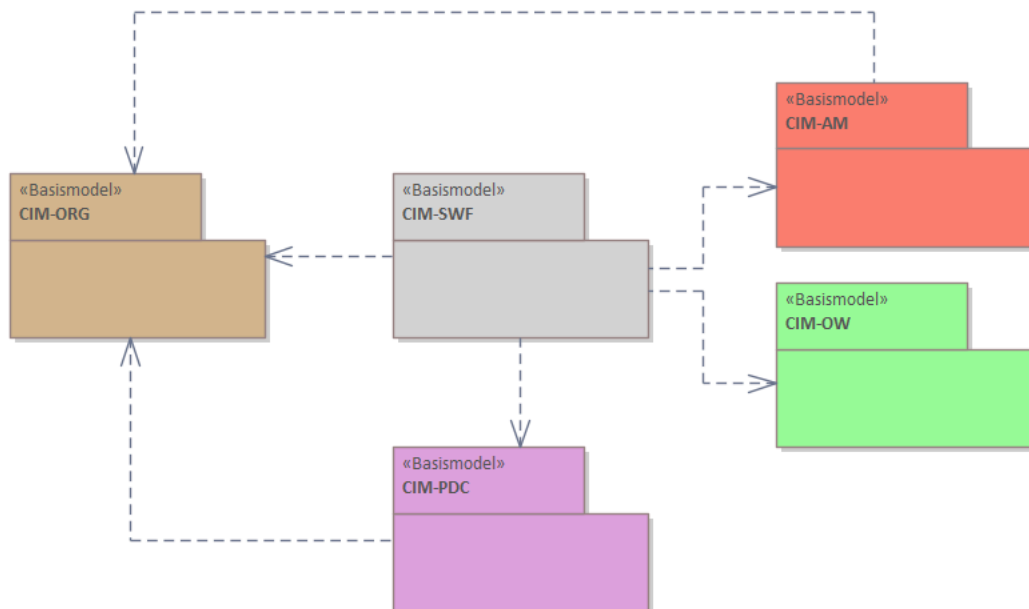 «Basismodel»
CIM-AM
«Basismodel»
CIM-ORG
«Basismodel»
CIM-SWF
«Basismodel»
CIM-OW
«Basismodel»
CIM-PDC